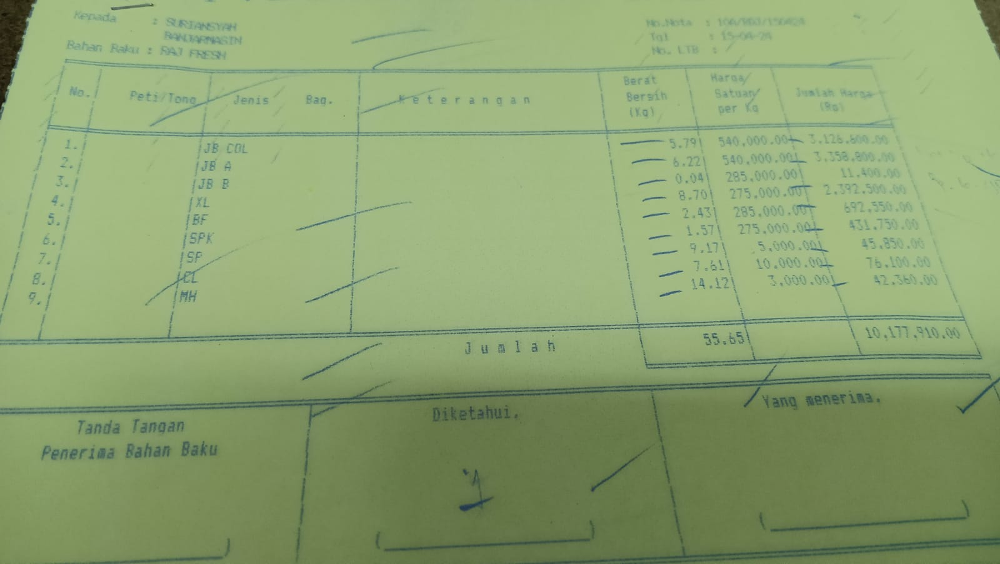 Kepada : SURIANSYAH
BANJARMASIN
Bahan Baku : RAJ FRESH
No.Nota : 10A/RAJ/150424
Tgl : 15-04-24
No. LTB :
No. Peti/Tong Jenis Bag. Keterangan Berat Bersih (Kg) Harga/ Satuan/ per Kg Jumlah Harga (Rp)
1. JB COL 5.79 540,000.00 3,126,600.00
2. JB A 6.22 540,000.00 3,358,800.00
3. JB B 0.04 285,000.00 11,400.00
4. XL 8.70 275,000.00 2,392,500.00
5. BF 2.43 285,000.00 692,550.00
6. SPK 1.57 275,000.00 431,750.00
7. SP 9.17 5,000.00 45,850.00
8. CL 7.61 10,000.00 76,100.00
9. MH 14.12 3,000.00 42,360.00
Jumlah 55.65 10,177,910.00
Tanda Tangan
Penerima Bahan Baku
Diketahui,
Yang menerima,